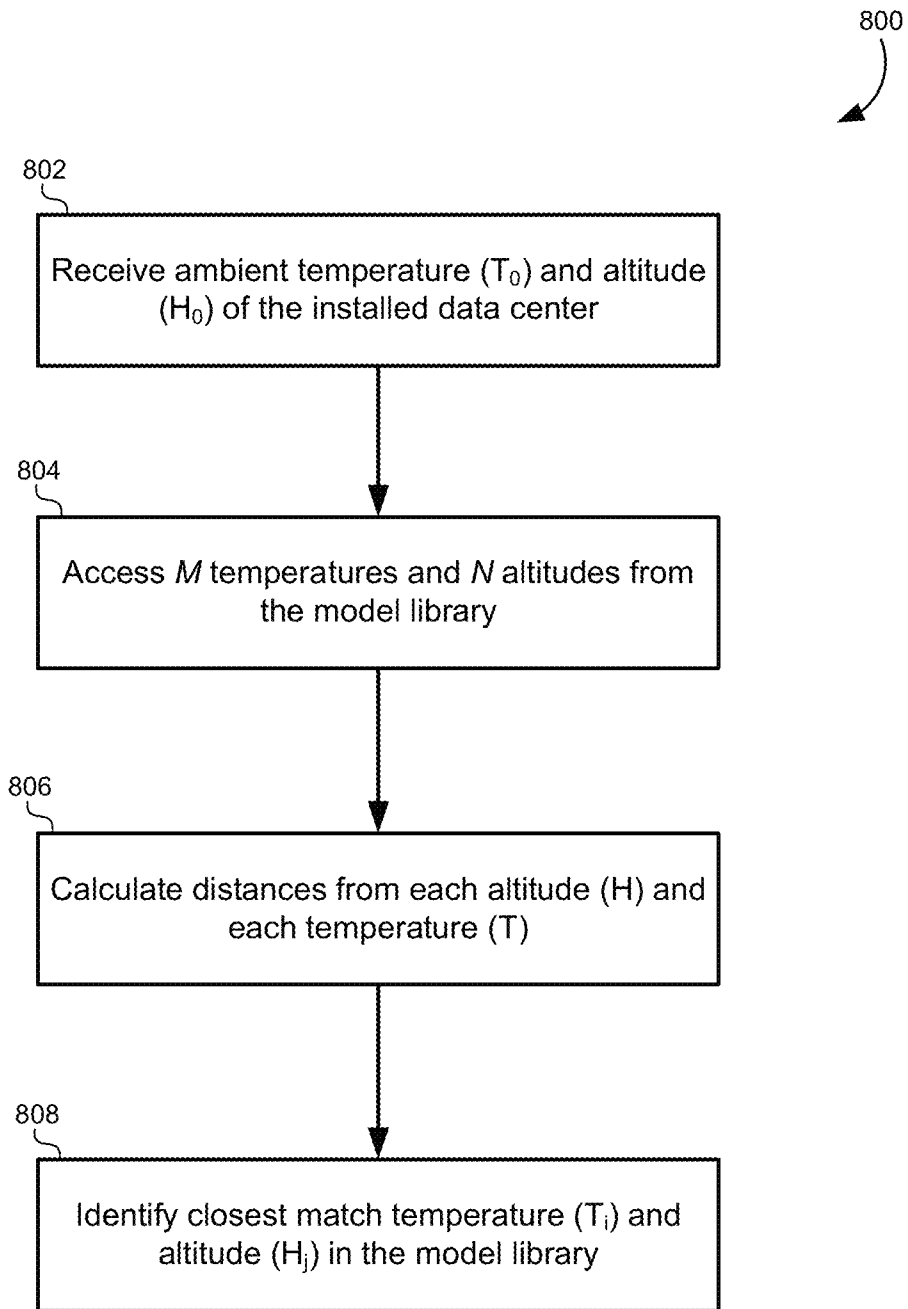 800
802
Receive ambient temperature (T₀) and altitude
(H₀) of the installed data center
804
Access M temperatures and N altitudes from
the model library
806
Calculate distances from each altitude (H) and
each temperature (T)
808
Identify closest match temperature (Tᵢ) and
altitude (Hⱼ) in the model library